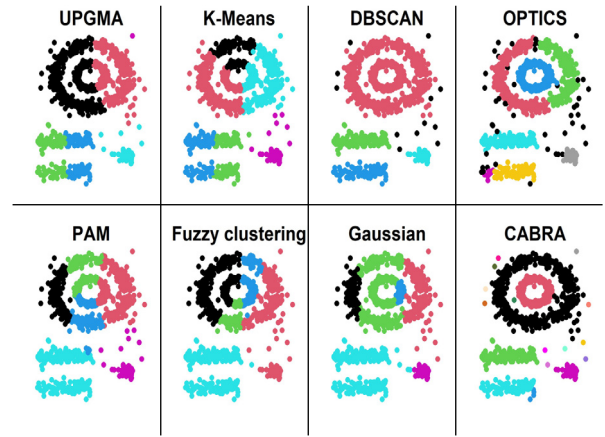 UPGMA
K-Means
DBSCAN
OPTICS
PAM
Fuzzy clustering
Gaussian
CABRA